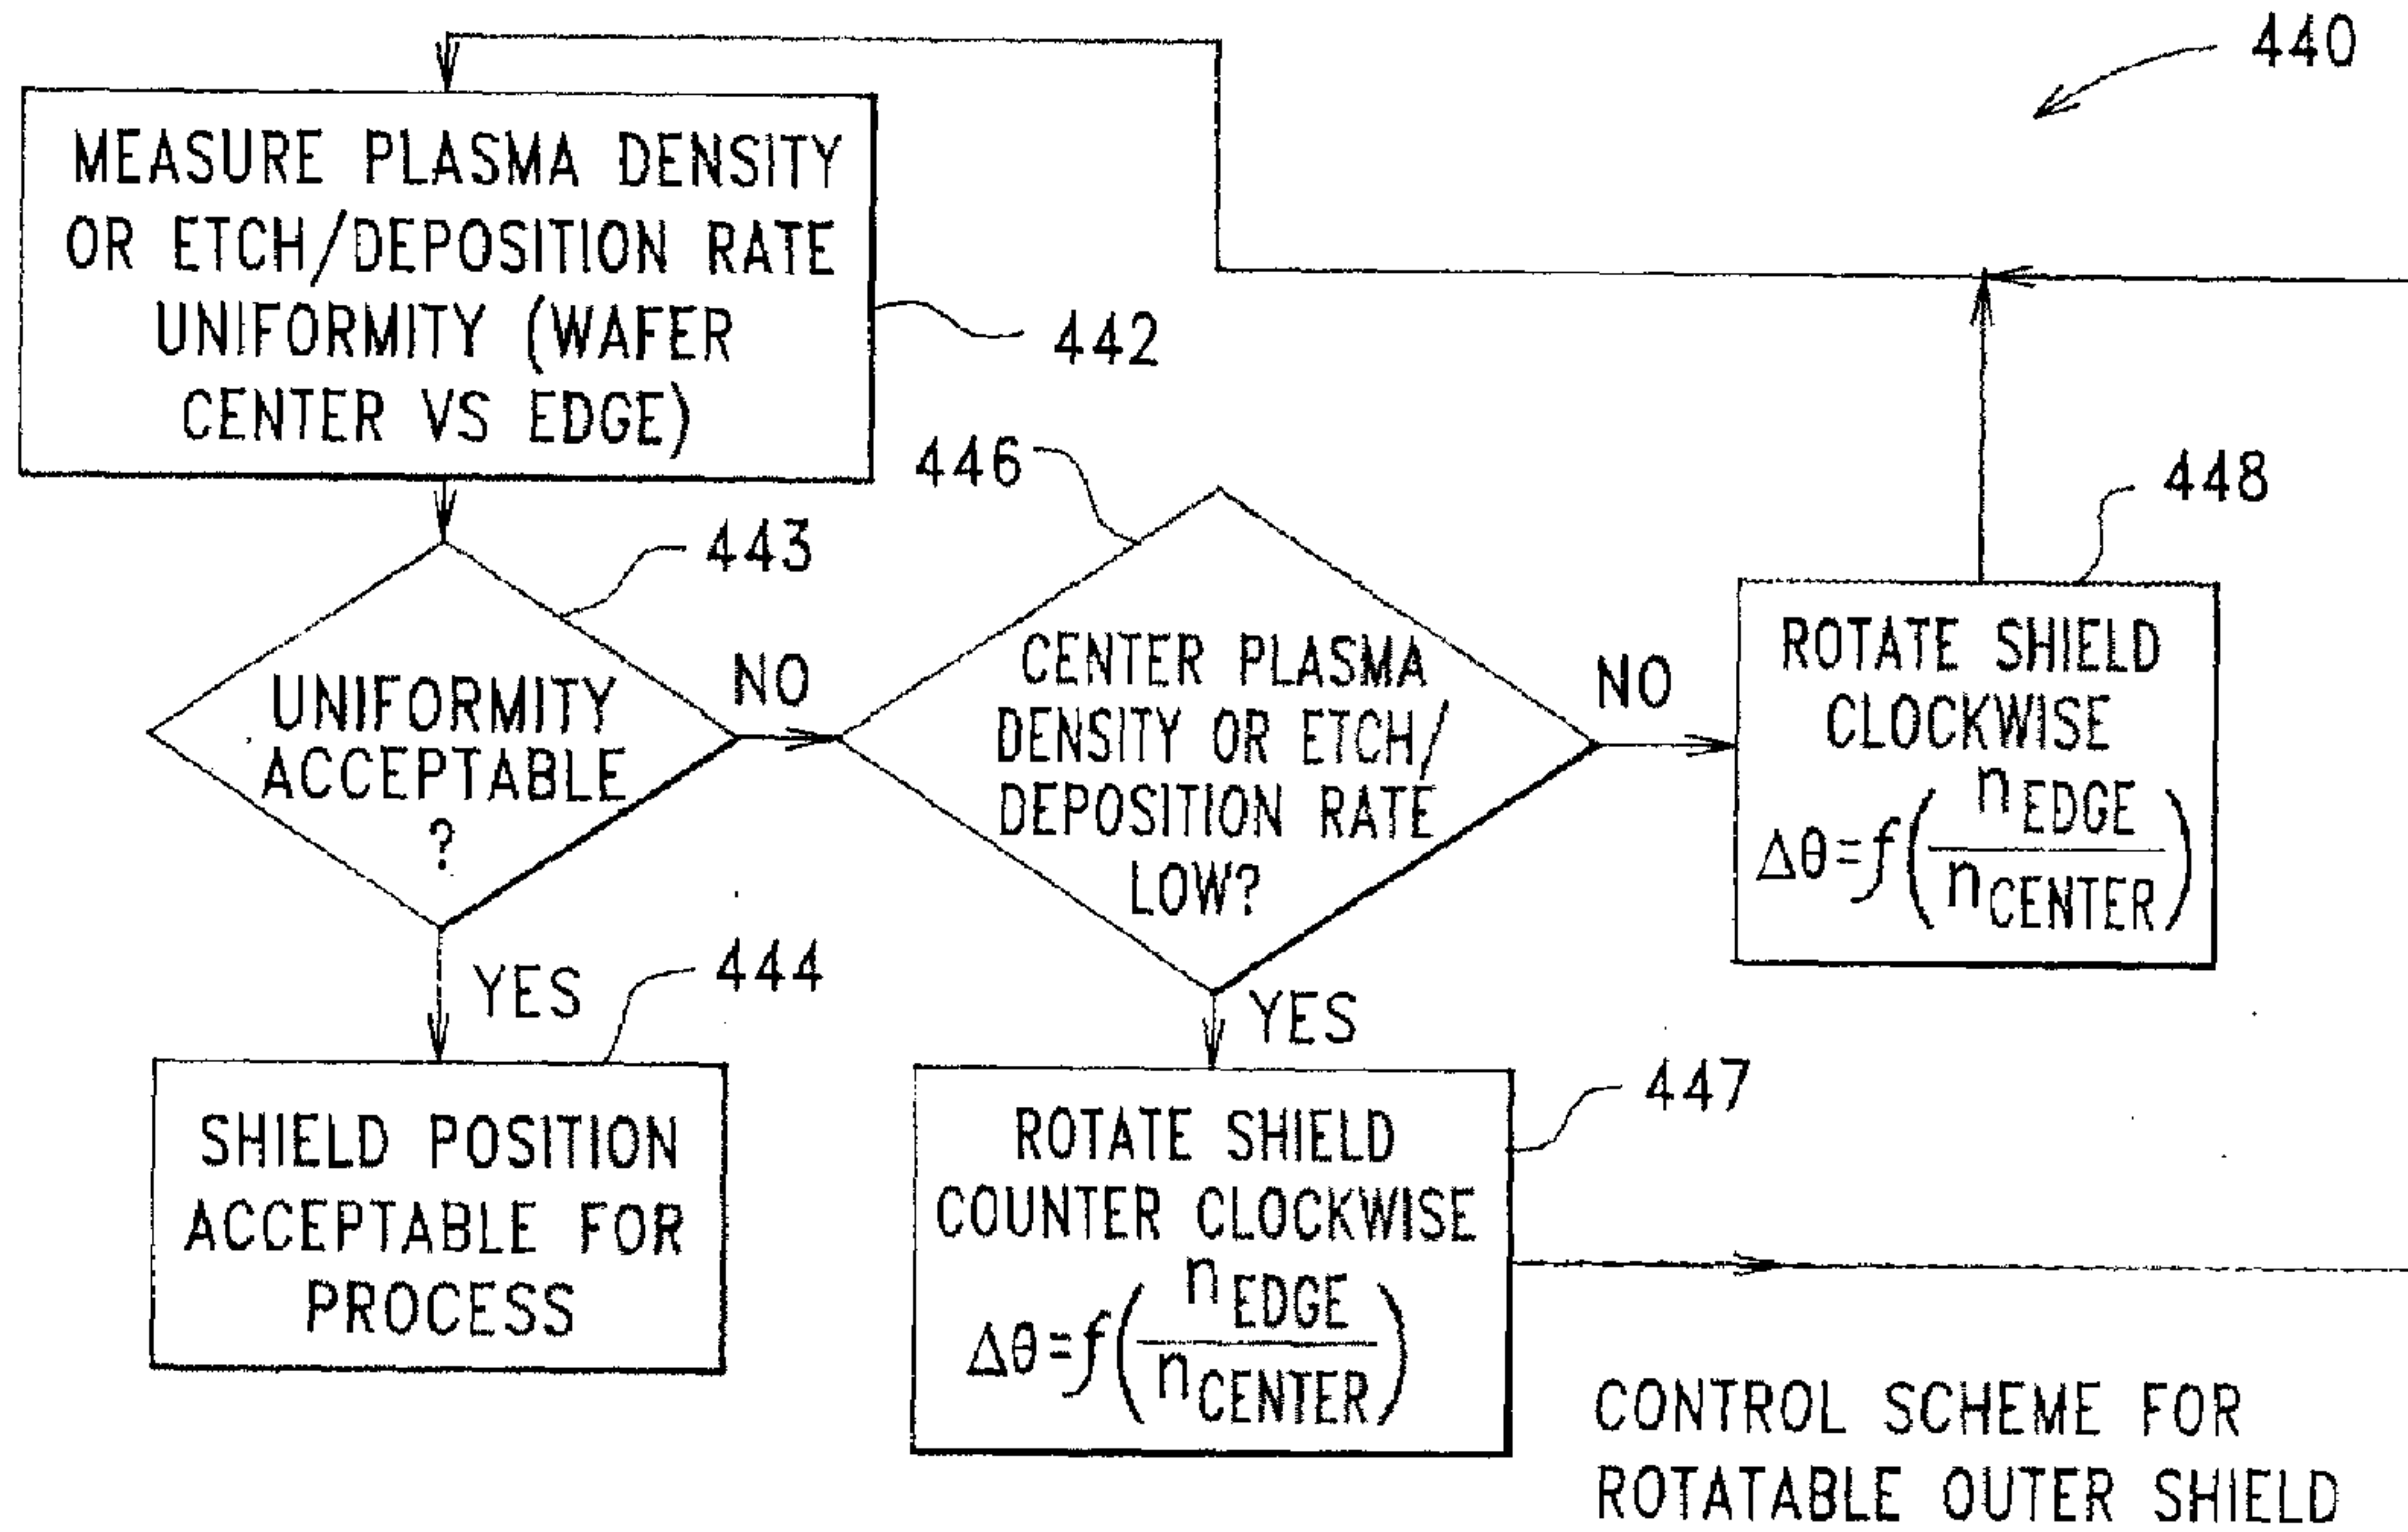 440
MEASURE PLASMA DENSITY
OR ETCH/DEPOSITION RATE
UNIFORMITY (WAFER
CENTER VS EDGE)
442
443
UNIFORMITY
ACCEPTABLE
?
NO
YES
444
SHIELD POSITION
ACCEPTABLE FOR
PROCESS
446
CENTER PLASMA
DENSITY OR ETCH/
DEPOSITION RATE
LOW?
NO
YES
448
ROTATE SHIELD
CLOCKWISE
Δθ=f(nEDGE/nCENTER)
447
ROTATE SHIELD
COUNTER CLOCKWISE
Δθ=f(nEDGE/nCENTER)
CONTROL SCHEME FOR
ROTATABLE OUTER SHIELD